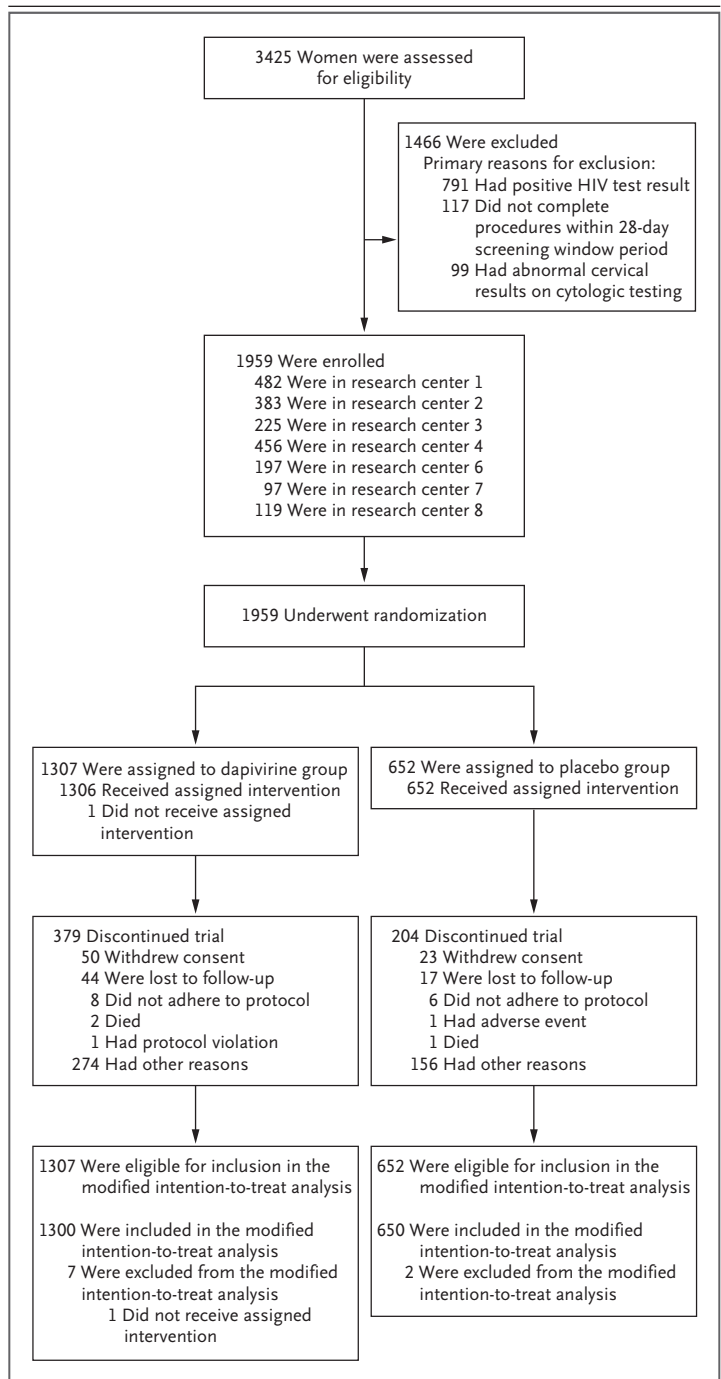 3425 Women were assessed
for eligibility
1466 Were excluded
Primary reasons for exclusion:
791 Had positive HIV test result
117 Did not complete
procedures within 28-day
screening window period
99 Had abnormal cervical
results on cytologic testing
1959 Were enrolled
482 Were in research center 1
383 Were in research center 2
225 Were in research center 3
456 Were in research center 4
197 Were in research center 6
97 Were in research center 7
119 Were in research center 8
1959 Underwent randomization
1307 Were assigned to dapivirine group
1306 Received assigned intervention
1 Did not receive assigned
intervention
652 Were assigned to placebo group
652 Received assigned intervention
379 Discontinued trial
50 Withdrew consent
44 Were lost to follow-up
8 Did not adhere to protocol
2 Died
1 Had protocol violation
274 Had other reasons
204 Discontinued trial
23 Withdrew consent
17 Were lost to follow-up
6 Did not adhere to protocol
1 Had adverse event
1 Died
156 Had other reasons
1307 Were eligible for inclusion in the
modified intention-to-treat analysis
1300 Were included in the modified
intention-to-treat analysis
7 Were excluded from the modified
intention-to-treat analysis
1 Did not receive assigned
intervention
652 Were eligible for inclusion in the
modified intention-to-treat analysis
650 Were included in the modified
intention-to-treat analysis
2 Were excluded from the modified
intention-to-treat analysis